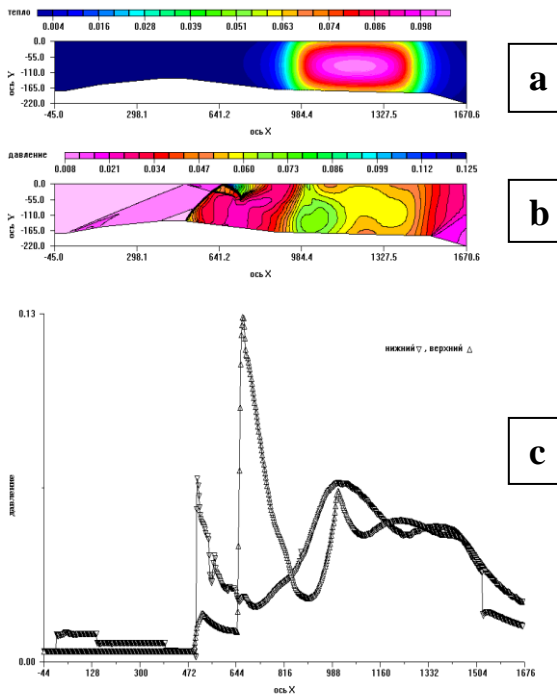 тепло
0.004 0.016 0.028 0.039 0.051 0.063 0.074 0.086 0.098
0.0
-55.0
-110.0
-165.0
-220.0
ось Y
-45.0 298.1 641.2 984.4 1327.5 1670.6
ось X
a
давление
0.008 0.021 0.034 0.047 0.060 0.073 0.086 0.099 0.112 0.125
0.0
-55.0
-110.0
-165.0
-220.0
ось Y
-45.0 298.1 641.2 984.4 1327.5 1670.6
ось X
b
0.13
нижний▽, верхний △
давление
c
0.00
-44 128 300 472 644 816 988 1160 1332 1504 1676
ось X